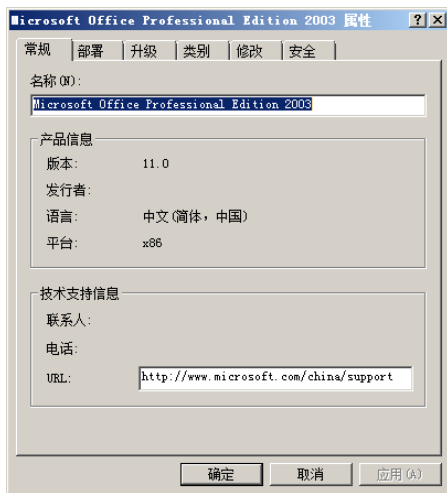 Microsoft Office Professional Edition 2003 属性
常规 部署 升级 类别 修改 安全
名称(N):
Microsoft Office Professional Edition 2003
产品信息
版本: 11.0
发行者:
语言: 中文(简体，中国)
平台: x86
技术支持信息
联系人:
电话:
URL: http://www.microsoft.com/china/support
确定 取消 应用(A)